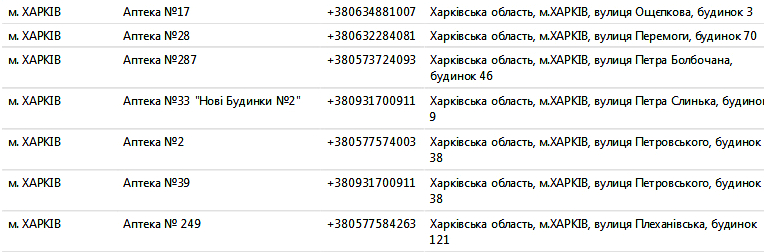 м. ХАРКІВ Аптека №17 +380634881007 Харківська область, м.ХАРКІВ, вулиця Ощєпкова, будинок 3
м. ХАРКІВ Аптека №28 +380632284081 Харківська область, м.ХАРКІВ, вулиця Перемоги, будинок 70
м. ХАРКІВ Аптека №287 +380573724093 Харківська область, м.ХАРКІВ, вулиця Петра Болбочана,
будинок 46
м. ХАРКІВ Аптека №33 "Нові Будинки №2" +380931700911 Харківська область, м.ХАРКІВ, вулиця Петра Слинька, будинок
9
м. ХАРКІВ Аптека №2 +380577574003 Харківська область, м.ХАРКІВ, вулиця Петровського, будинок
38
м. ХАРКІВ Аптека №39 +380931700911 Харківська область, м.ХАРКІВ, вулиця Петровського, будинок
38
м. ХАРКІВ Аптека № 249 +380577584263 Харківська область, м.ХАРКІВ, вулиця Плеханівська, будинок
121